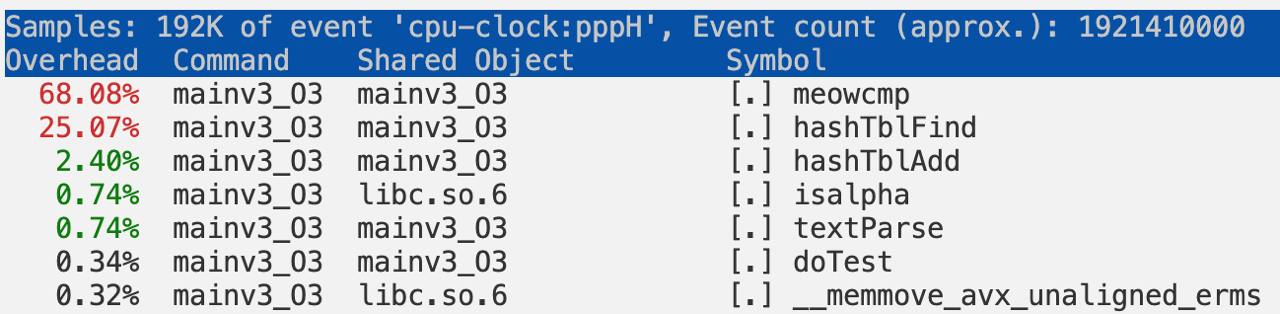 Samples: 192K of event 'cpu-clock:pppH', Event count (approx.): 1921410000
Overhead  Command    Shared Object         Symbol
68.08%  mainv3_O3  mainv3_O3             [.] meowcmp
25.07%  mainv3_O3  mainv3_O3             [.] hashTblFind
2.40%  mainv3_O3  mainv3_O3             [.] hashTblAdd
0.74%  mainv3_O3  libc.so.6             [.] isalpha
0.74%  mainv3_O3  mainv3_O3             [.] textParse
0.34%  mainv3_O3  mainv3_O3             [.] doTest
0.32%  mainv3_O3  libc.so.6             [.] __memmove_avx_unaligned_erms